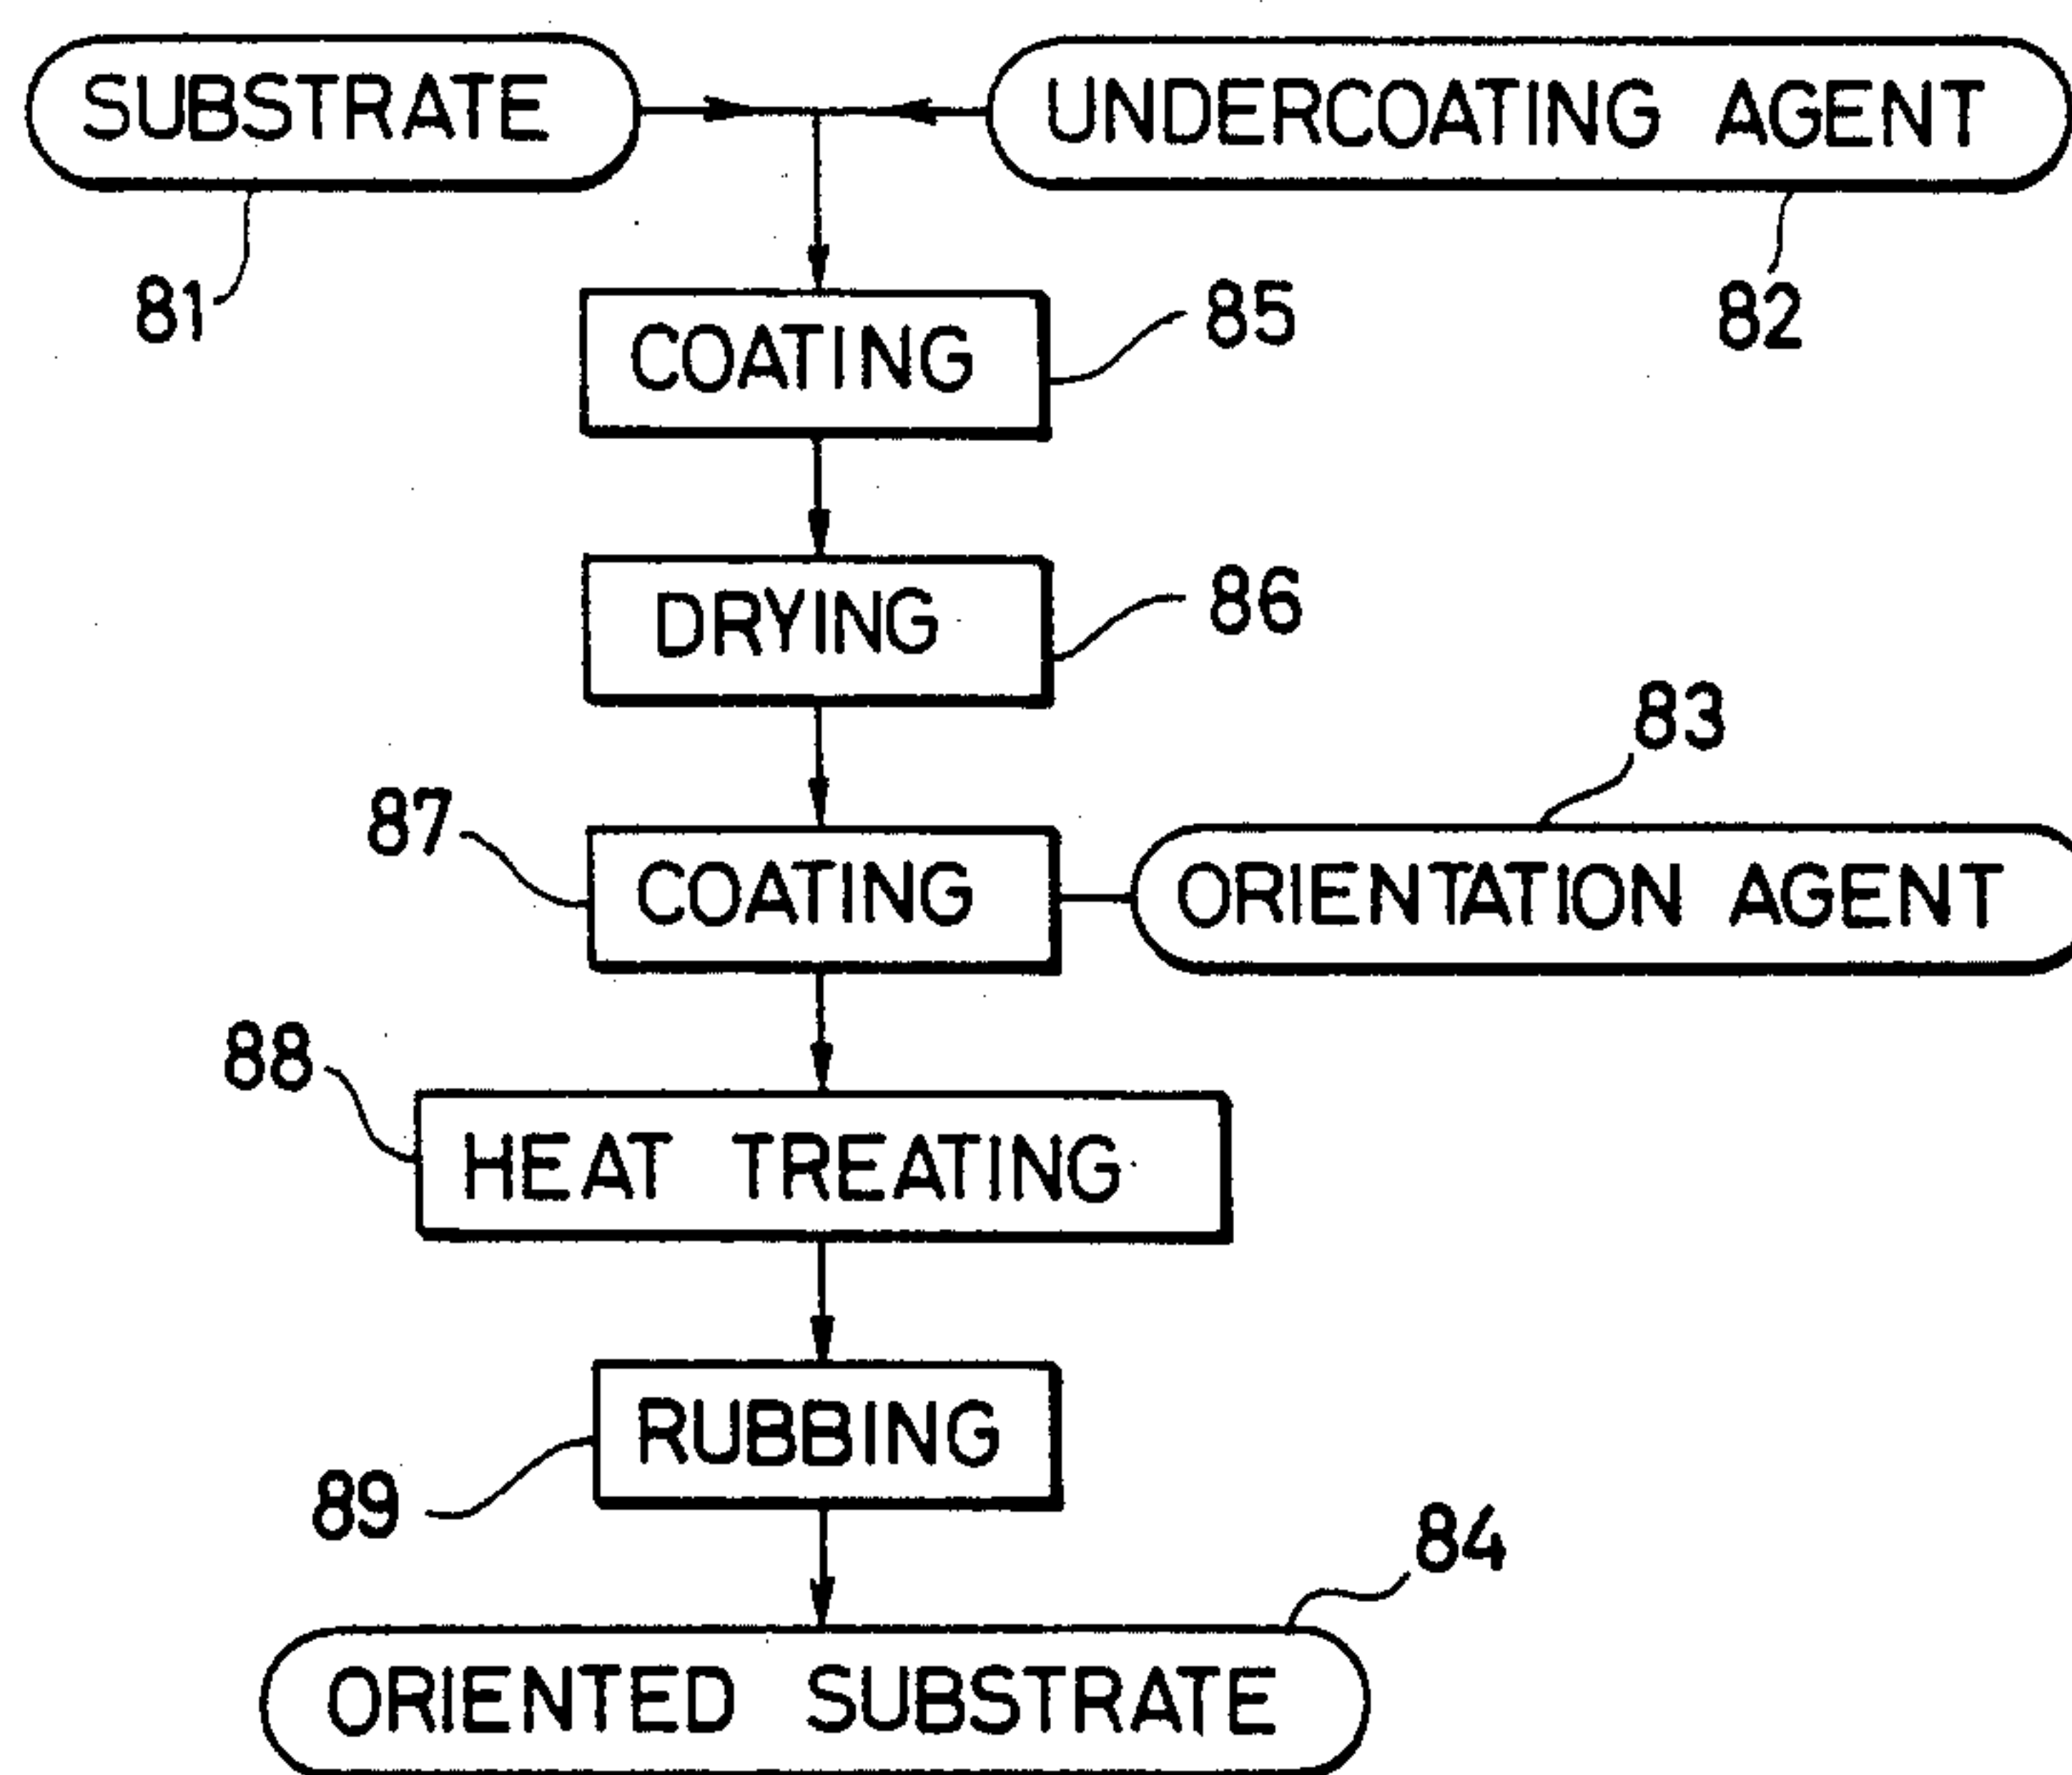 SUBSTRATE
UNDERCOATING AGENT
81
COATING
85
82
DRYING
86
83
87
COATING
ORIENTATION AGENT
88
HEAT TREATING
RUBBING
89
84
ORIENTED SUBSTRATE